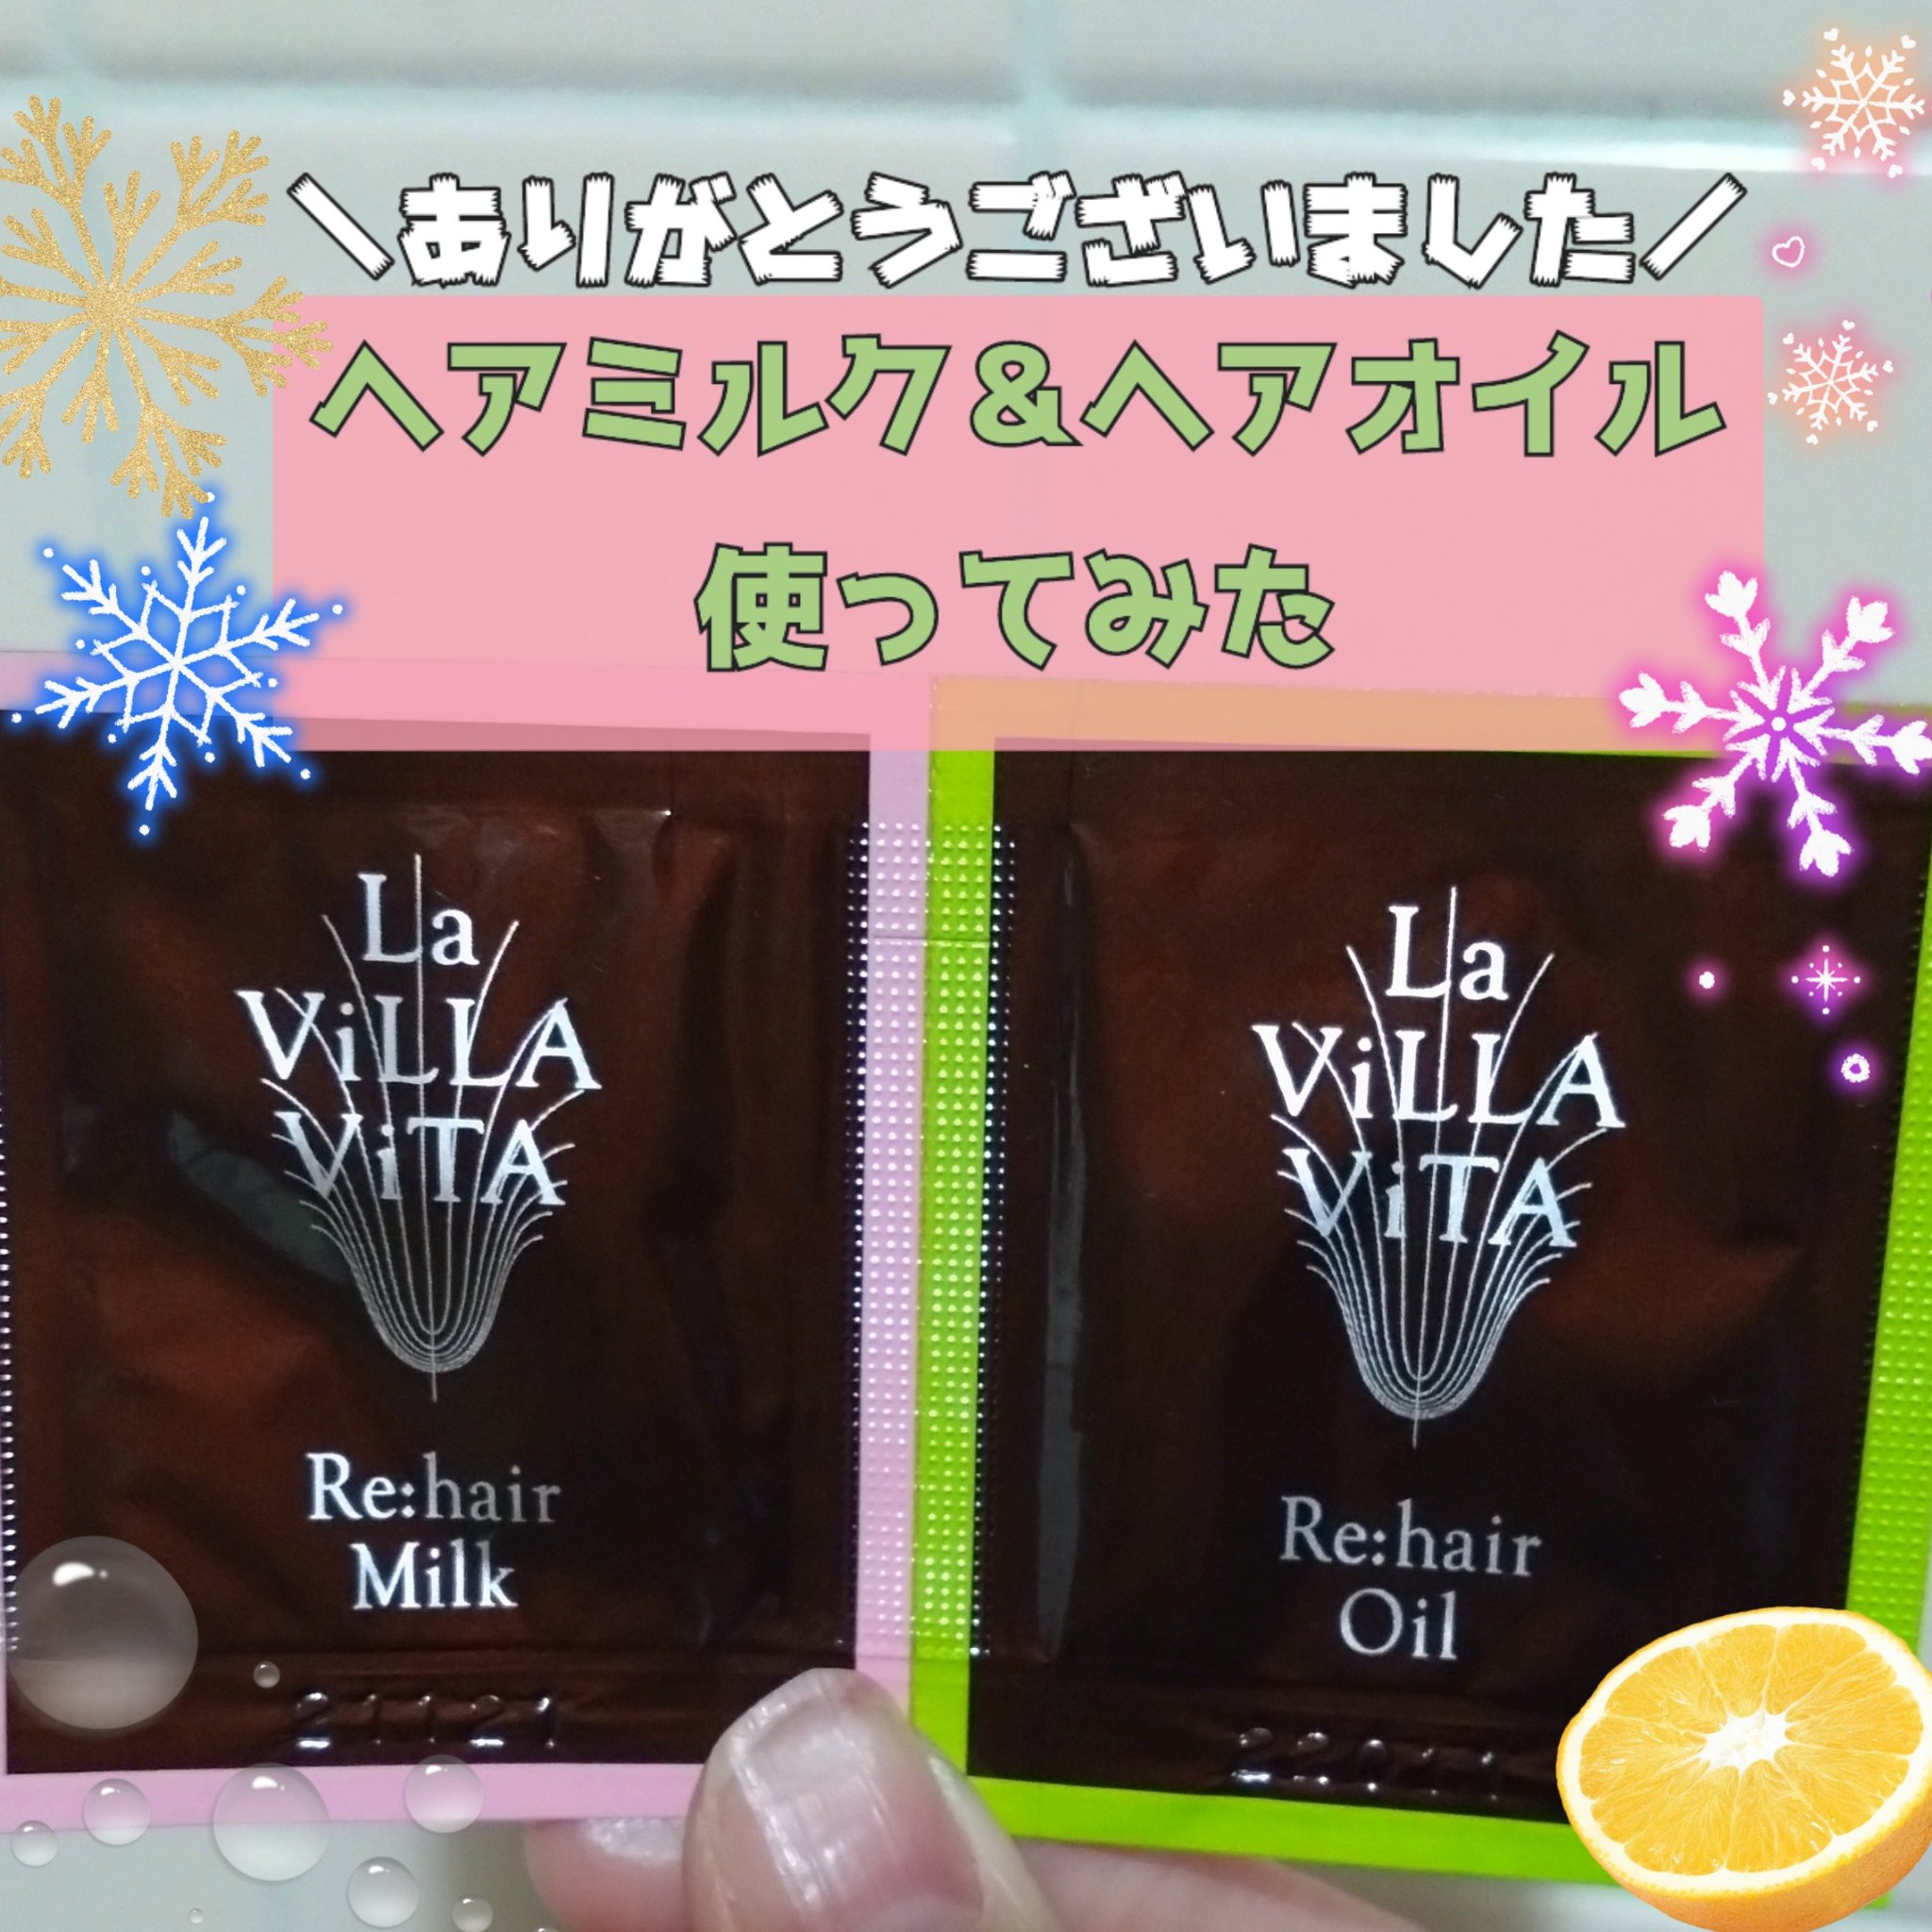 ＼ありがとうございました／
ヘアミルク＆ヘアオイル
使ってみた
La
ViLLA
ViTA
Re:hair
Milk
21121
La
ViLLA
ViTA
Re:hair
Oil
22011